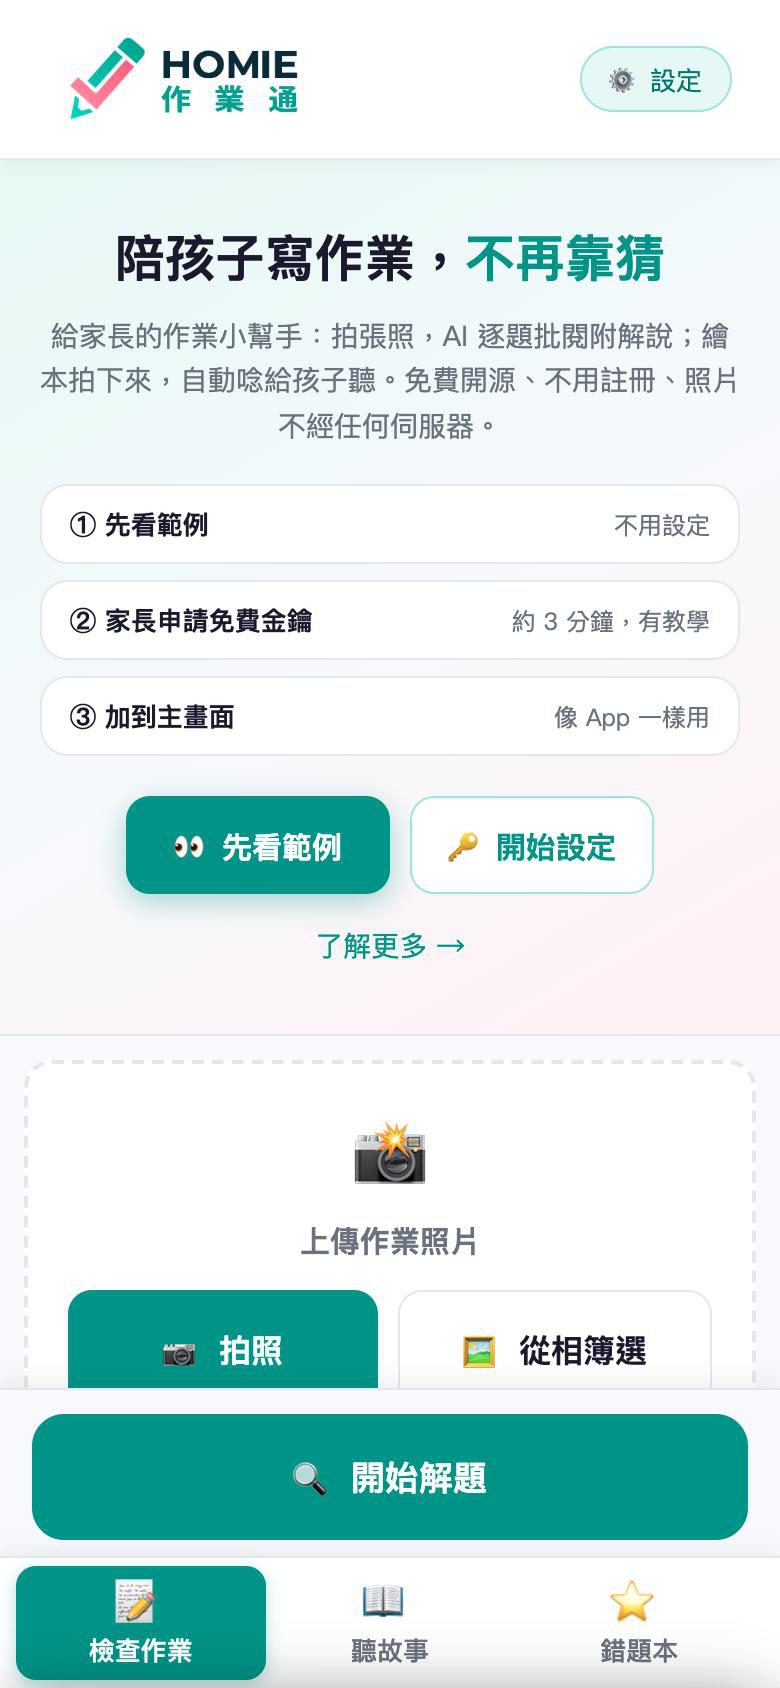 HOMIE
作業通
設定
陪孩子寫作業，不再靠猜
給家長的作業小幫手：拍張照，AI 逐題批閱附解說；繪
本拍下來，自動唸給孩子聽。免費開源、不用註冊、照片
不經任何伺服器。
① 先看範例 不用設定
② 家長申請免費金鑰 約 3 分鐘，有教學
③ 加到主畫面 像 App 一樣用
先看範例 開始設定
了解更多 →
上傳作業照片
拍照 從相簿選
開始解題
檢查作業 聽故事 錯題本